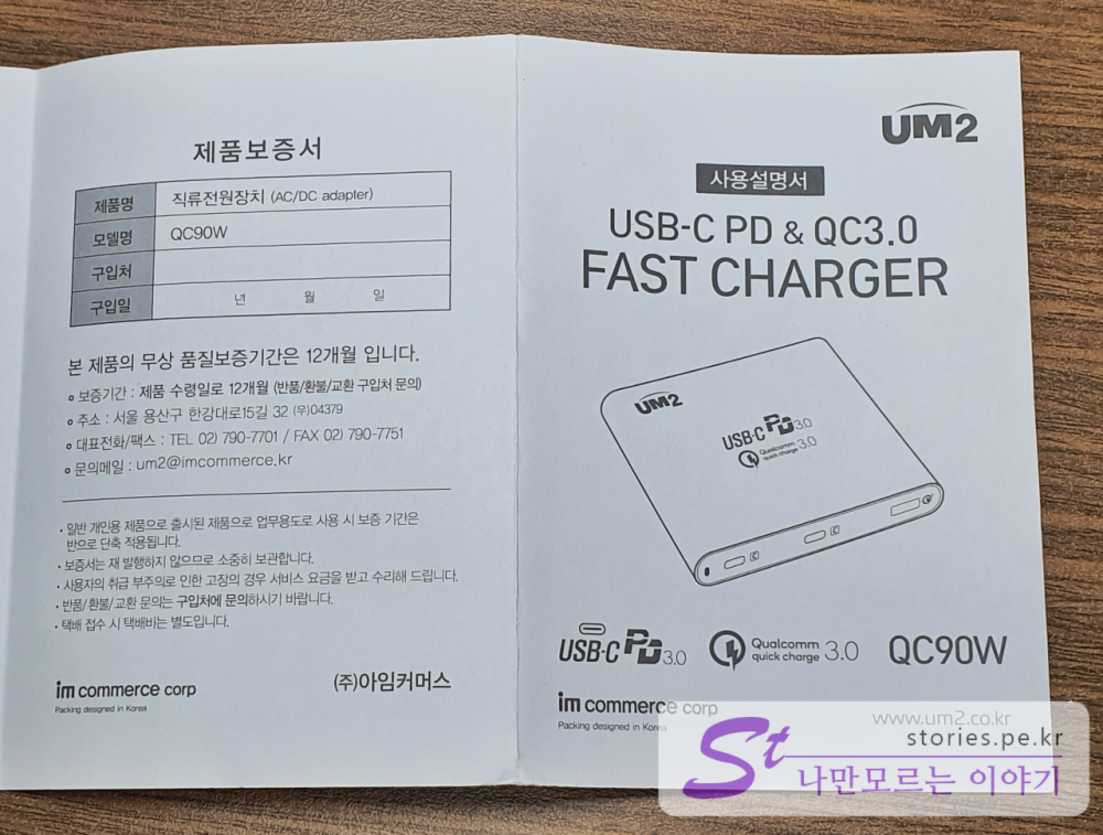 제품보증서
제품명 직류전원장치 (AC/DC adapter)
모델명 QC90W
구입처
구입일 년 월 일
본 제품의 무상 품질보증기간은 12개월 입니다.
• 보증기간 : 제품 수령일로 12개월 (반품/환불/교환 구입처 문의)
• 주소 : 서울 용산구 한강대로15길 32 (우)04379
• 대표전화/팩스 : TEL 02) 790-7701 / FAX 02) 790-7751
• 문의메일 : um2@imcommerce.kr
• 일반 개인용 제품으로 출시된 제품으로 업무용도로 사용 시 보증 기간은
반으로 단축 적용됩니다.
• 보증서는 재 발행하지 않으므로 소중히 보관합니다.
• 사용자의 취급 부주의로 인한 고장의 경우 서비스 요금을 받고 수리해 드립니다.
• 반품/환불/교환 문의는 구입처에 문의하시기 바랍니다.
• 택배 접수 시 택배비는 별도입니다.
im commerce corp
Packing designed in Korea
(주)아임커머스
UM2
사용설명서
USB-C PD & QC3.0
FAST CHARGER
UM2
USB-C PD 3.0
Qualcomm
quick charge 3.0
USB-C PD 3.0
Qualcomm
quick charge 3.0
QC90W
im commerce corp
Packing designed in Korea
www.um2.co.kr
stories.pe.kr
St
나만모르는 이야기